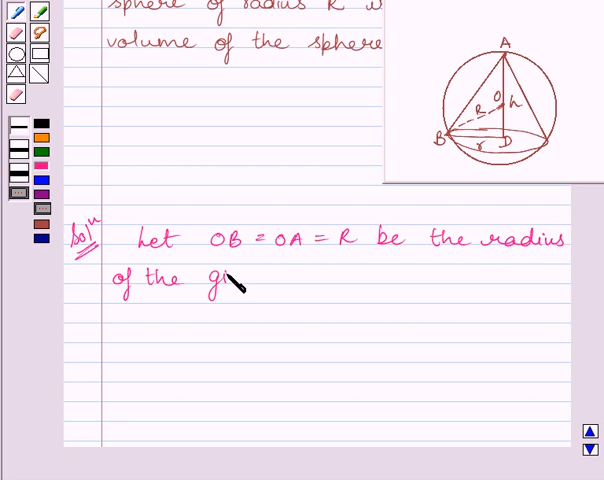 sphere of radius R
volume of the sphere
A
O
R
h
B
r
D
Solⁿ Let OB = OA = R be the radius
of the gi